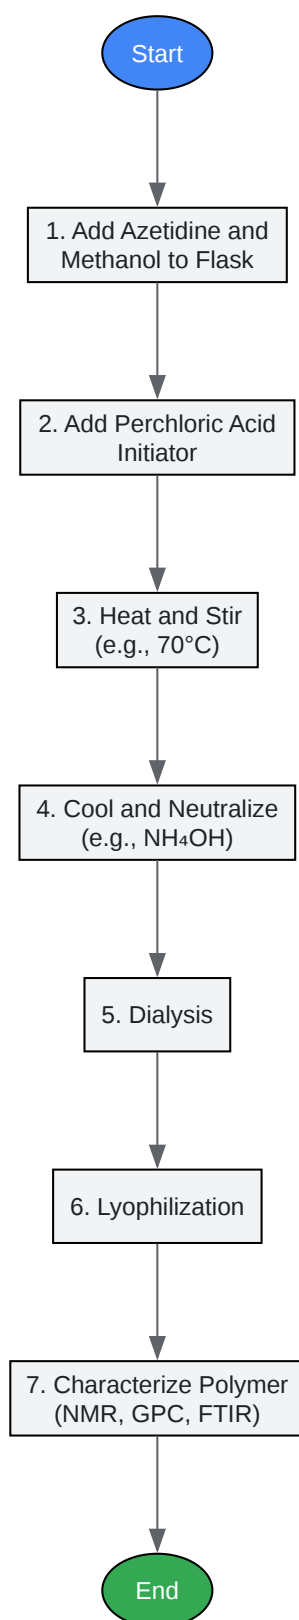 Start
1. Add Azetidine and
Methanol to Flask
2. Add Perchloric Acid
Initiator
3. Heat and Stir
(e.g., 70°C)
4. Cool and Neutralize
(e.g., NH₄OH)
5. Dialysis
6. Lyophilization
7. Characterize Polymer
(NMR, GPC, FTIR)
End